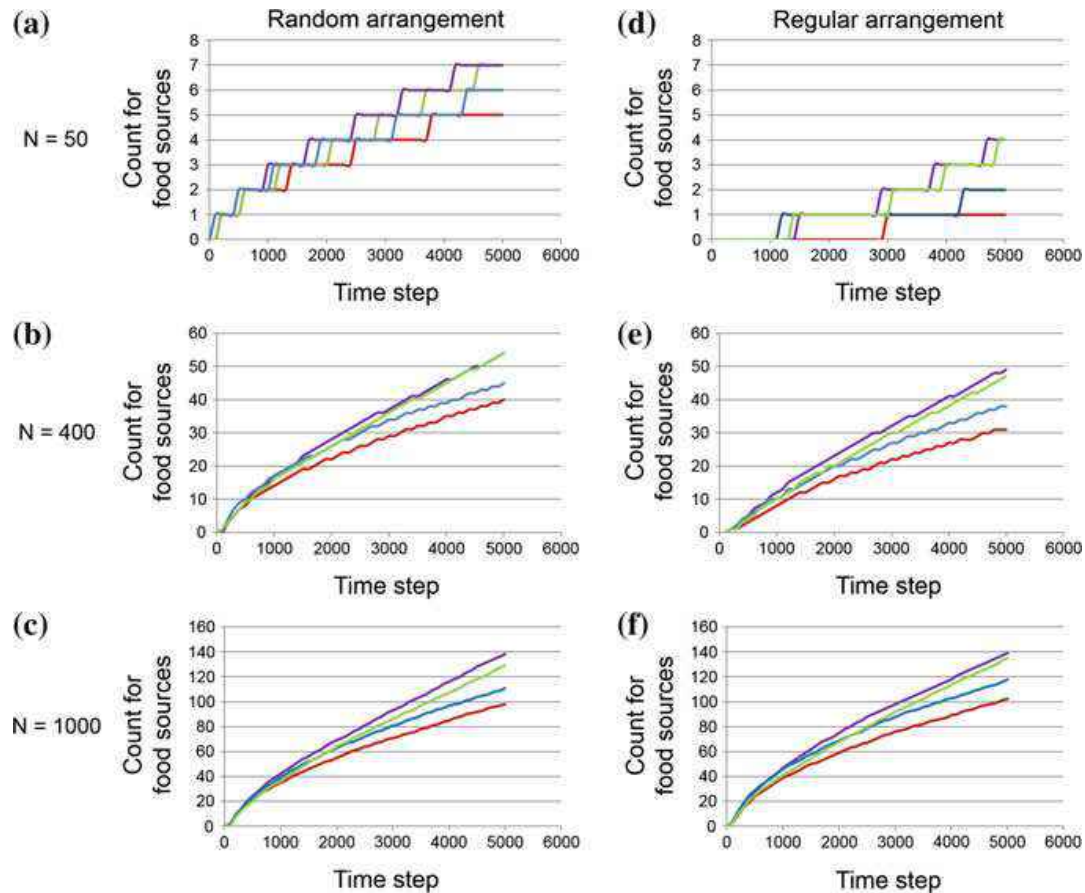 (a)
Random arrangement
N = 50
Count for
food sources
8
7
6
5
4
3
2
1
0
0 1000 2000 3000 4000 5000 6000
Time step
(d)
Regular arrangement
Count for
food sources
8
7
6
5
4
3
2
1
0
0 1000 2000 3000 4000 5000 6000
Time step
(b)
N = 400
Count for
food sources
60
50
40
30
20
10
0
0 1000 2000 3000 4000 5000 6000
Time step
(e)
Count for
food sources
60
50
40
30
20
10
0
0 1000 2000 3000 4000 5000 6000
Time step
(c)
N = 1000
Count for
food sources
160
140
120
100
80
60
40
20
0
0 1000 2000 3000 4000 5000 6000
Time step
(f)
Count for
food sources
160
140
120
100
80
60
40
20
0
0 1000 2000 3000 4000 5000 6000
Time step